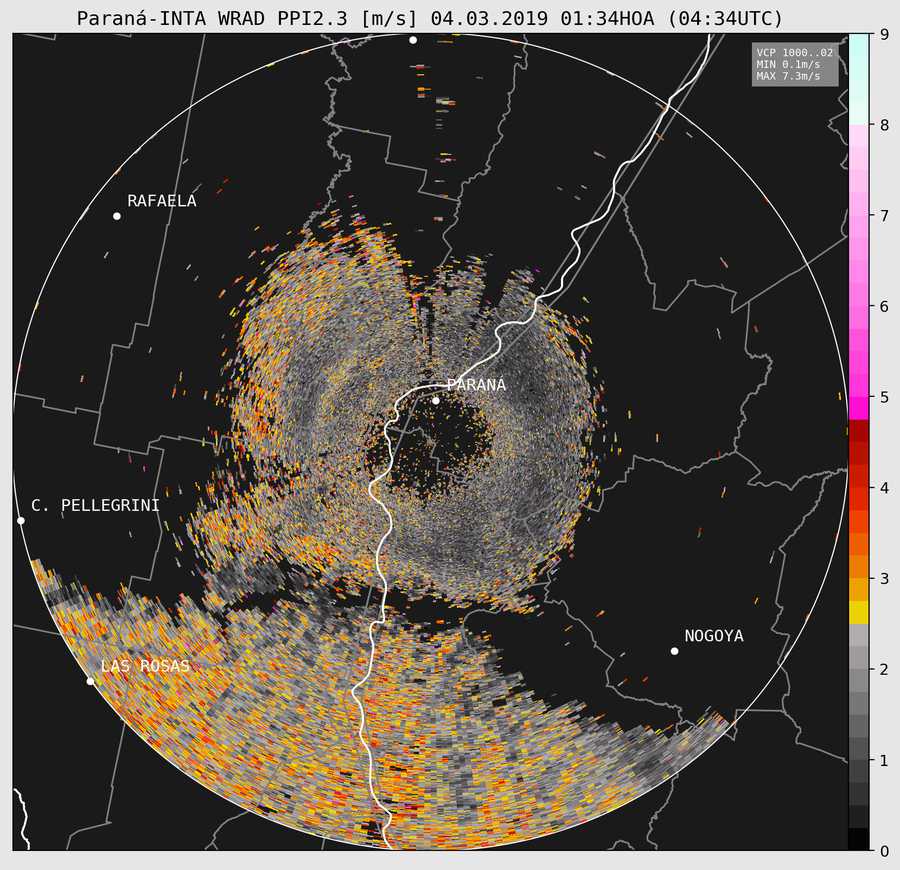 Paraná-INTA WRAD PPI2.3 [m/s] 04.03.2019 01:34HOA (04:34UTC)
VCP 1000..02
MIN 0.1m/s
MAX 7.3m/s
RAFAELA
PARANÁ
C. PELLEGRINI
NOGOYA
LAS ROSAS
9
8
7
6
5
4
3
2
1
0